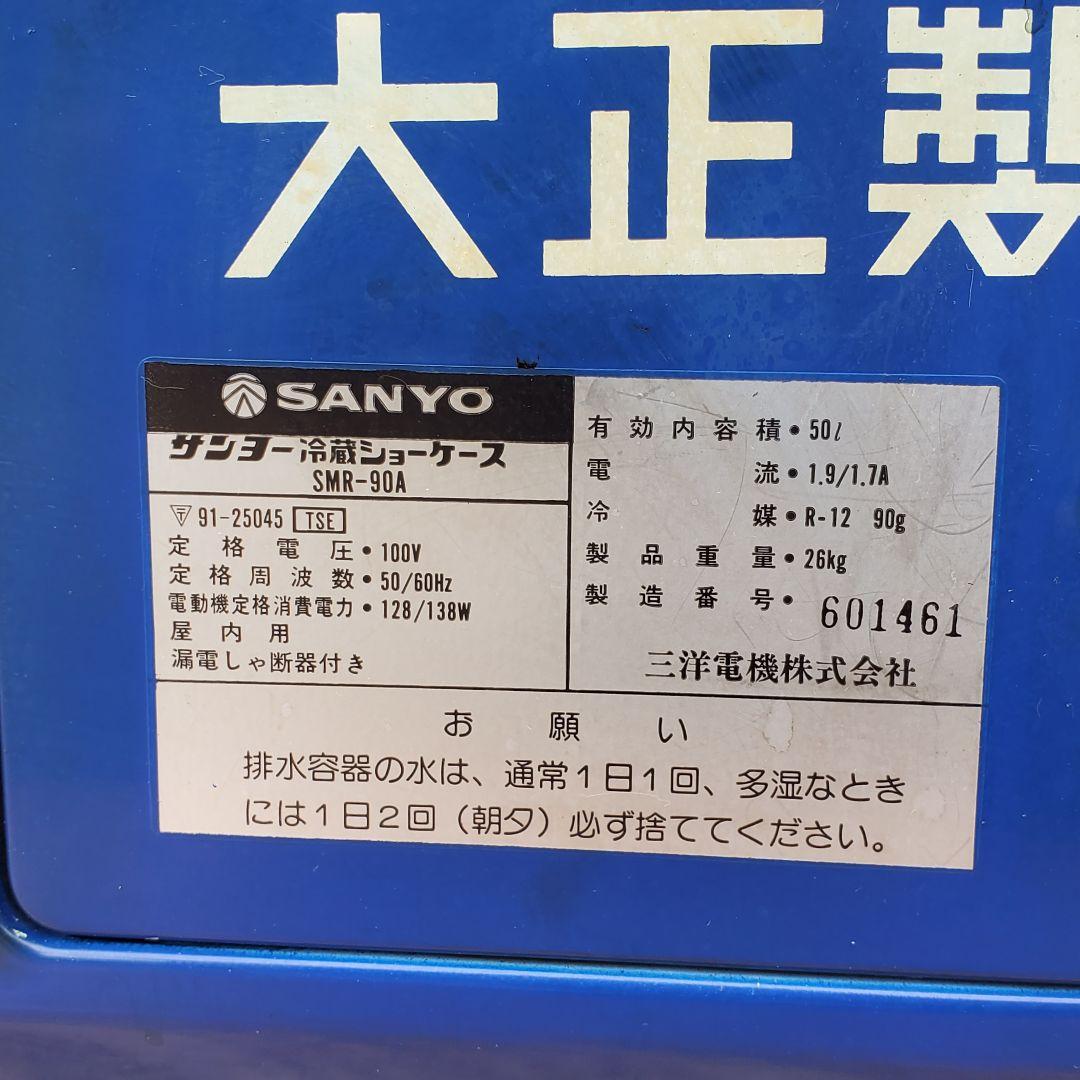 大正製
SANYO
サンヨー冷蔵ショーケース
SMR-90A
91-25045 TSE
定格電圧・100V
定格周波数・50/60Hz
電動機定格消費電力・128/138W
屋内用
漏電しゃ断器付き
有効内容積・50ℓ
電流・1.9/1.7A
冷媒・R-12 90g
製品重量・26kg
製造番号・601461
三洋電機株式会社
お願い
排水容器の水は、通常1日1回、多湿なとき
には1日2回(朝夕)必ず捨ててください。